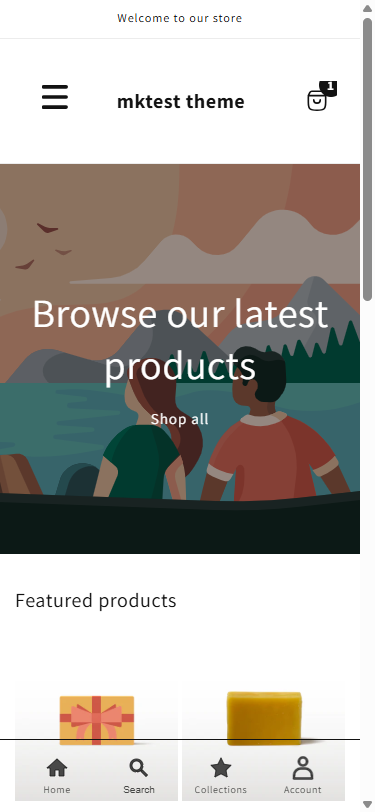 Welcome to our store
mktest theme
1
Browse our latest
products
Shop all
Featured products
Home
Search
Collections
Account